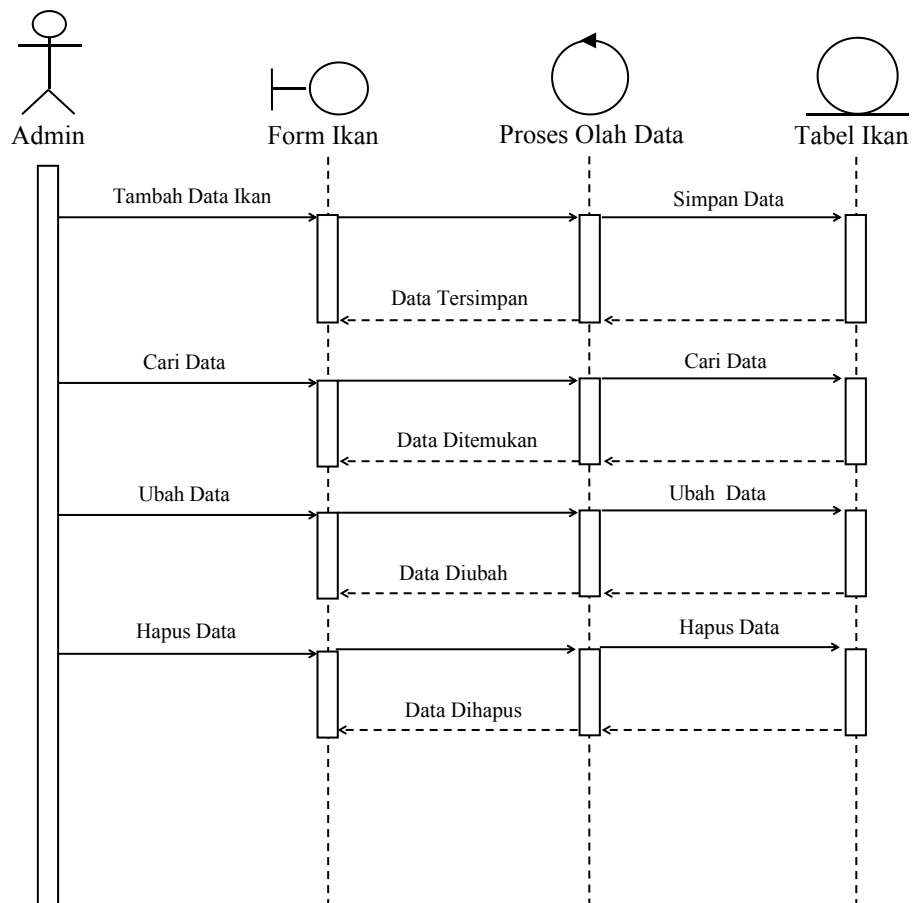 Admin
Form Ikan
Proses Olah Data
Tabel Ikan
Tambah Data Ikan
Simpan Data
Data Tersimpan
Cari Data
Cari Data
Data Ditemukan
Ubah Data
Ubah  Data
Data Diubah
Hapus Data
Hapus Data
Data Dihapus